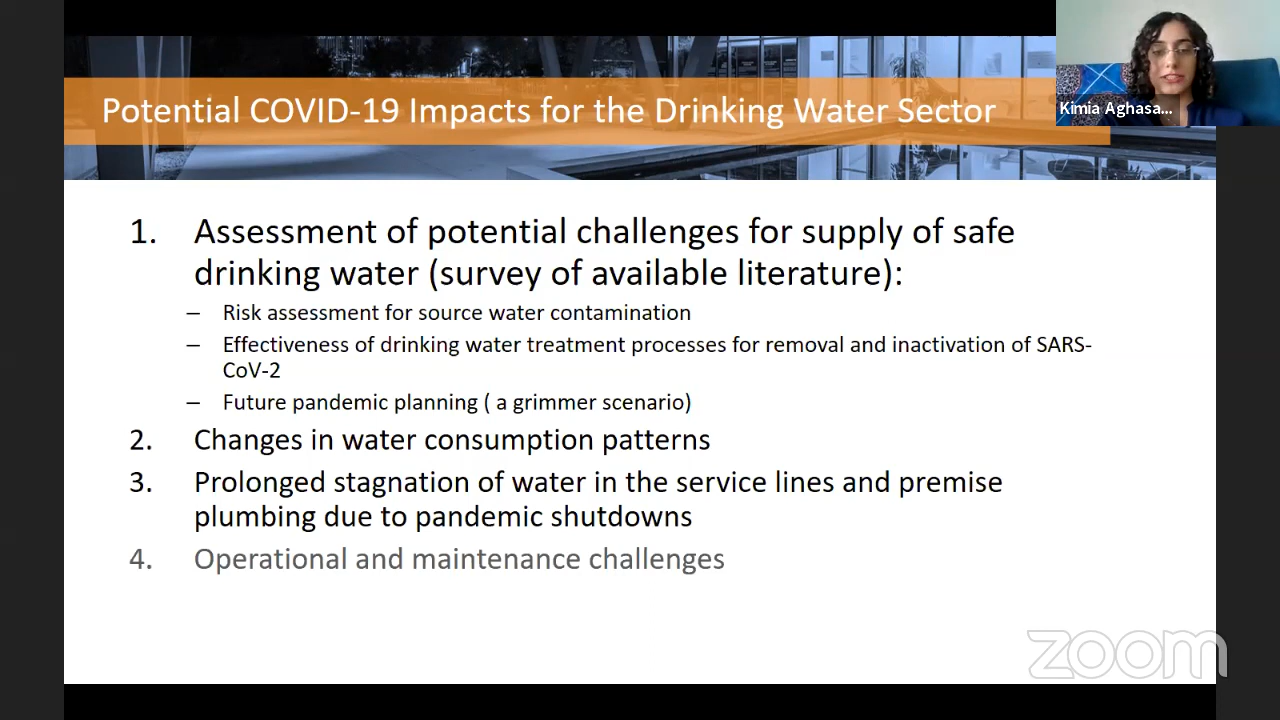 Potential COVID-19 Impacts for the Drinking Water Sector
Kimia Aghasa...
1. Assessment of potential challenges for supply of safe
drinking water (survey of available literature):
– Risk assessment for source water contamination
– Effectiveness of drinking water treatment processes for removal and inactivation of SARS-
CoV-2
– Future pandemic planning ( a grimmer scenario)
2. Changes in water consumption patterns
3. Prolonged stagnation of water in the service lines and premise
plumbing due to pandemic shutdowns
4. Operational and maintenance challenges
zoom